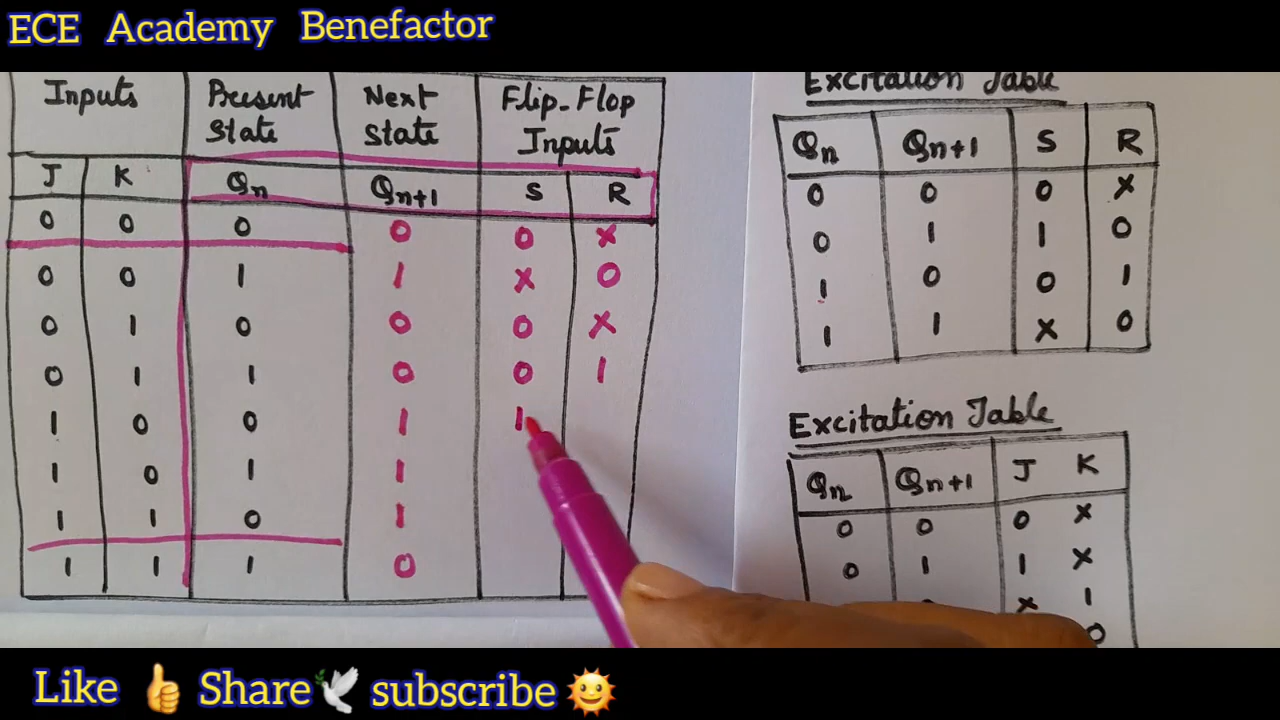 ECE Academy Benefactor
Inputs Present State Next State Flip-Flop Inputs
J K Qn Qn+1 S R
0 0 0 0 0 X
0 0 1 1 X 0
0 1 0 0 0 X
0 1 1 0 0 1
1 0 0 1 1
1 0 1 1
1 1 0 1
1 1 1 0
Excitation Table
Qn Qn+1 S R
0 0 0 X
0 1 1 0
1 0 0 1
1 1 X 0
Excitation Table
Qn Qn+1 J K
0 0 0 X
0 1 1 X
X 1
0
Like 👍 Share 🕊 subscribe 🌞